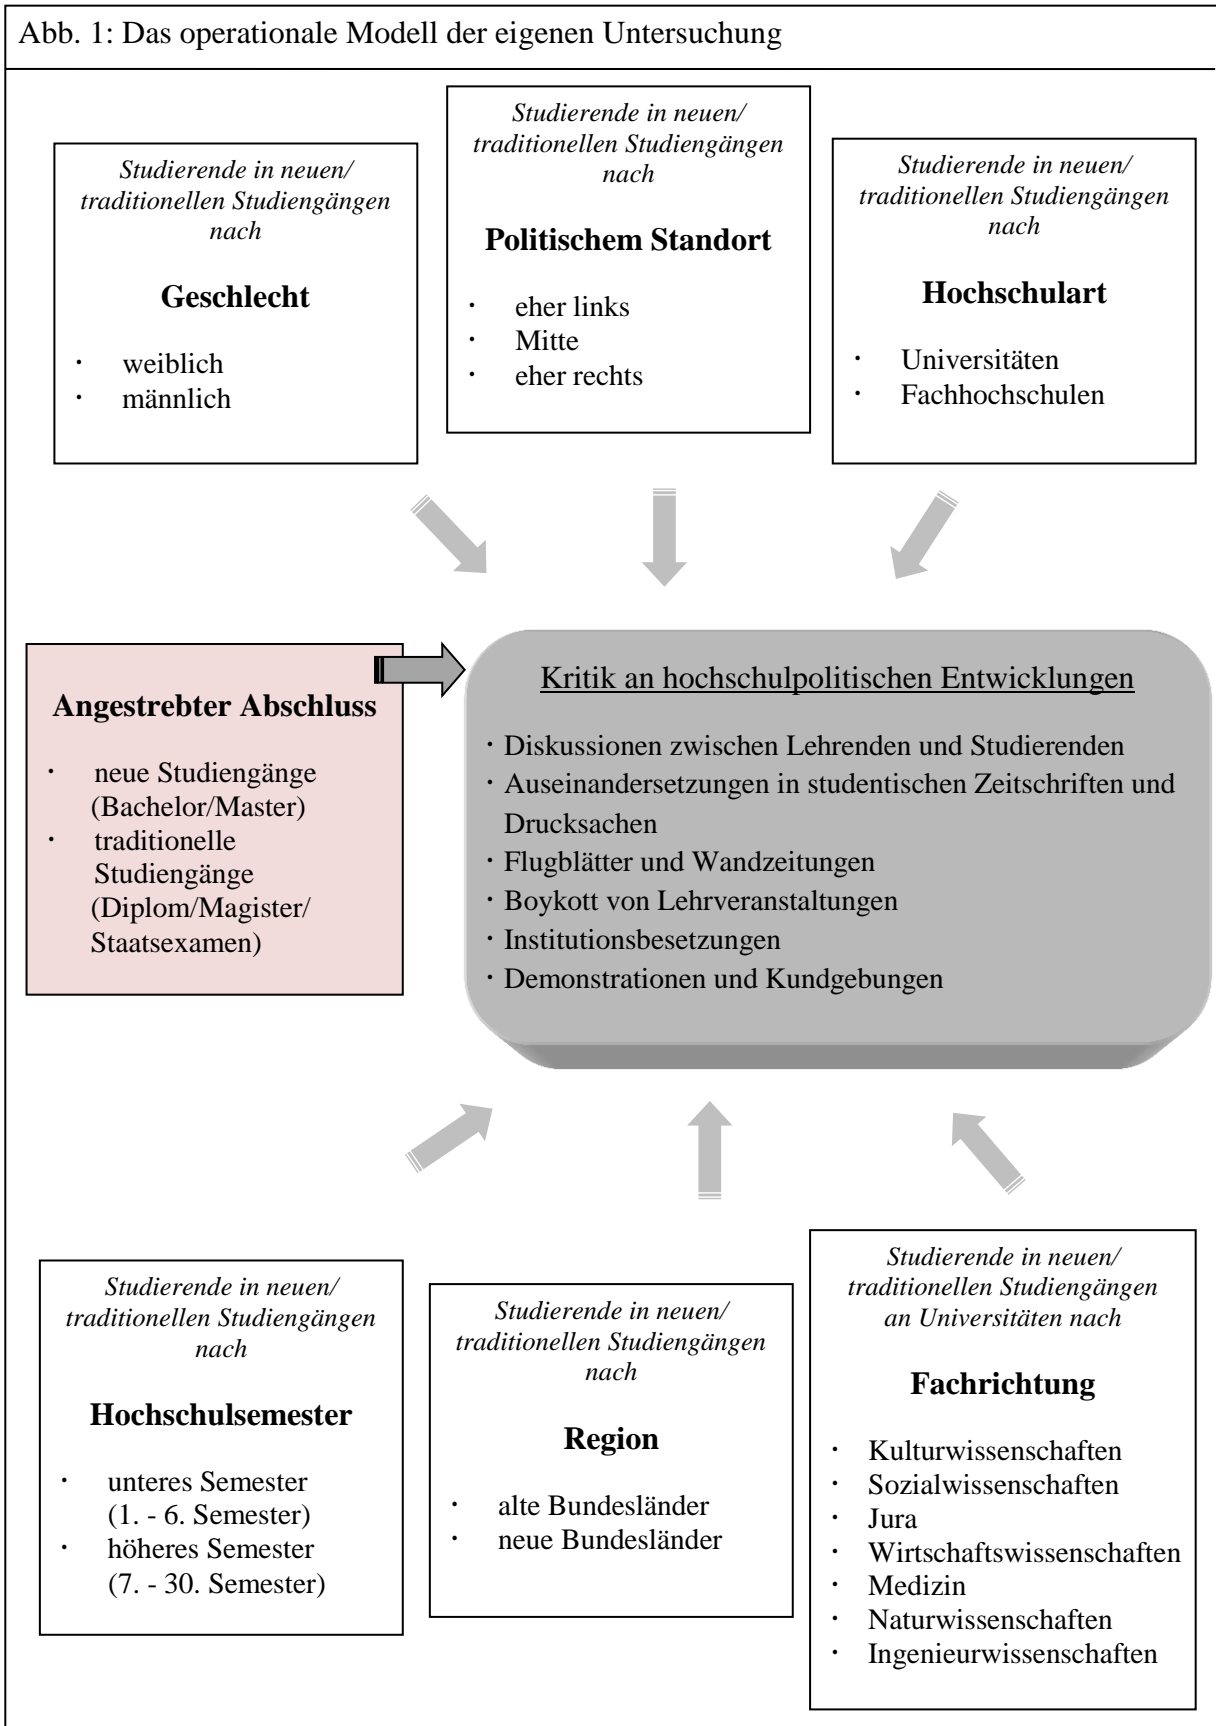 Abb. 1: Das operationale Modell der eigenen Untersuchung
Studierende in neuen/
traditionellen Studiengängen
nach
Geschlecht
· weiblich
· männlich
Studierende in neuen/
traditionellen Studiengängen
nach
Politischem Standort
· eher links
· Mitte
· eher rechts
Studierende in neuen/
traditionellen Studiengängen
nach
Hochschulart
· Universitäten
· Fachhochschulen
Angestrebter Abschluss
· neue Studiengänge
(Bachelor/Master)
· traditionelle
Studiengänge
(Diplom/Magister/
Staatsexamen)
Kritik an hochschulpolitischen Entwicklungen
· Diskussionen zwischen Lehrenden und Studierenden
· Auseinandersetzungen in studentischen Zeitschriften und
Drucksachen
· Flugblätter und Wandzeitungen
· Boykott von Lehrveranstaltungen
· Institutionsbesetzungen
· Demonstrationen und Kundgebungen
Studierende in neuen/
traditionellen Studiengängen
nach
Hochschulsemester
· unteres Semester
(1. - 6. Semester)
· höheres Semester
(7. - 30. Semester)
Studierende in neuen/
traditionellen Studiengängen
nach
Region
· alte Bundesländer
· neue Bundesländer
Studierende in neuen/
traditionellen Studiengängen
an Universitäten nach
Fachrichtung
· Kulturwissenschaften
· Sozialwissenschaften
· Jura
· Wirtschaftswissenschaften
· Medizin
· Naturwissenschaften
· Ingenieurwissenschaften